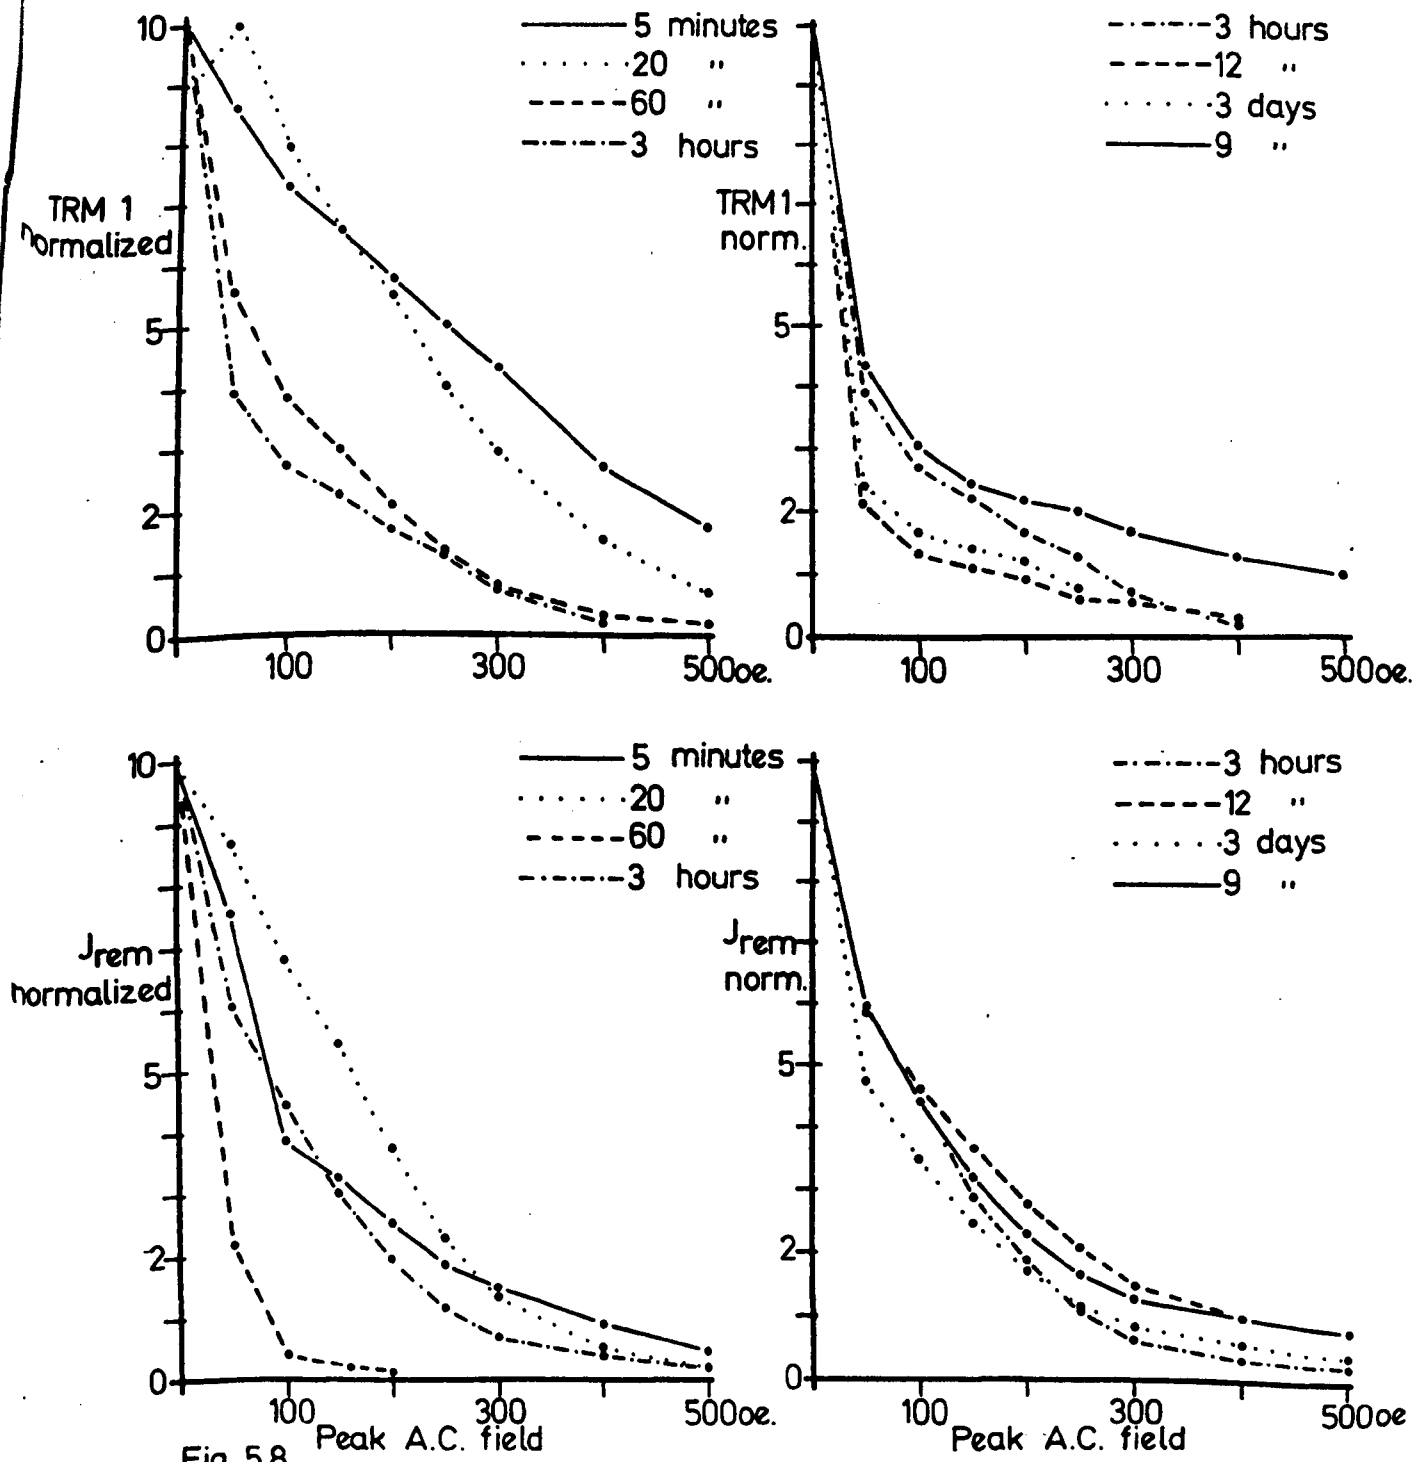 10
5 minutes
20 "
60 "
3 hours
TRM 1
normalized
5
2
0
100 300 500oe.
3 hours
12 "
3 days
9 "
TRM 1
norm.
5
2
0
100 300 500oe.
10
5 minutes
20 "
60 "
3 hours
Jrem
normalized
5
2
0
100 300 500oe.
Peak A.C. field
3 hours
12 "
3 days
9 "
Jrem
norm.
5
2
0
100 300 500oe
Peak A.C. field
Fig 5.8